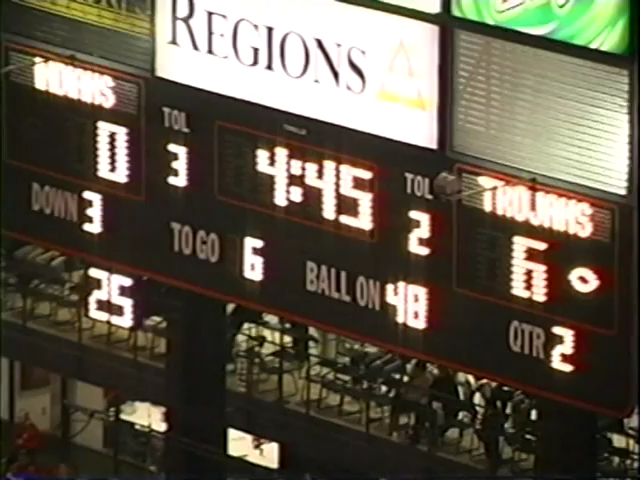 REGIONS
INDIANS TOL 4:45 TOL TROJANS
0 3 2 6
DOWN 3 TO GO 6 BALL ON 48 QTR 2
25